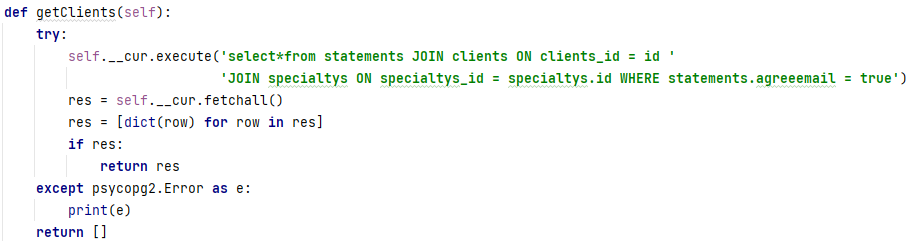 def getClients(self):
    try:
        self.__cur.execute('select*from statements JOIN clients ON clients_id = id '
                           'JOIN specialtys ON specialtys_id = specialtys.id WHERE statements.agreeemail = true')
        res = self.__cur.fetchall()
        res = [dict(row) for row in res]
        if res:
            return res
    except psycopg2.Error as e:
        print(e)
    return []